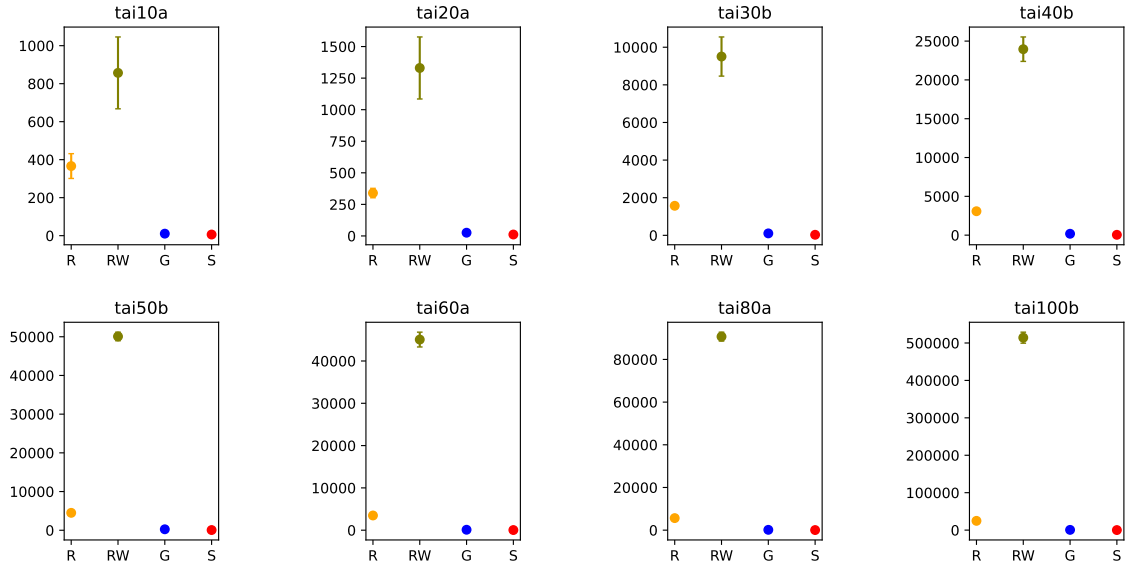 tai10a
1000
800
600
400
200
0
R RW G S
tai20a
1500
1250
1000
750
500
250
0
R RW G S
tai30b
10000
8000
6000
4000
2000
0
R RW G S
tai40b
25000
20000
15000
10000
5000
0
R RW G S
tai50b
50000
40000
30000
20000
10000
0
R RW G S
tai60a
40000
30000
20000
10000
0
R RW G S
tai80a
80000
60000
40000
20000
0
R RW G S
tai100b
500000
400000
300000
200000
100000
0
R RW G S